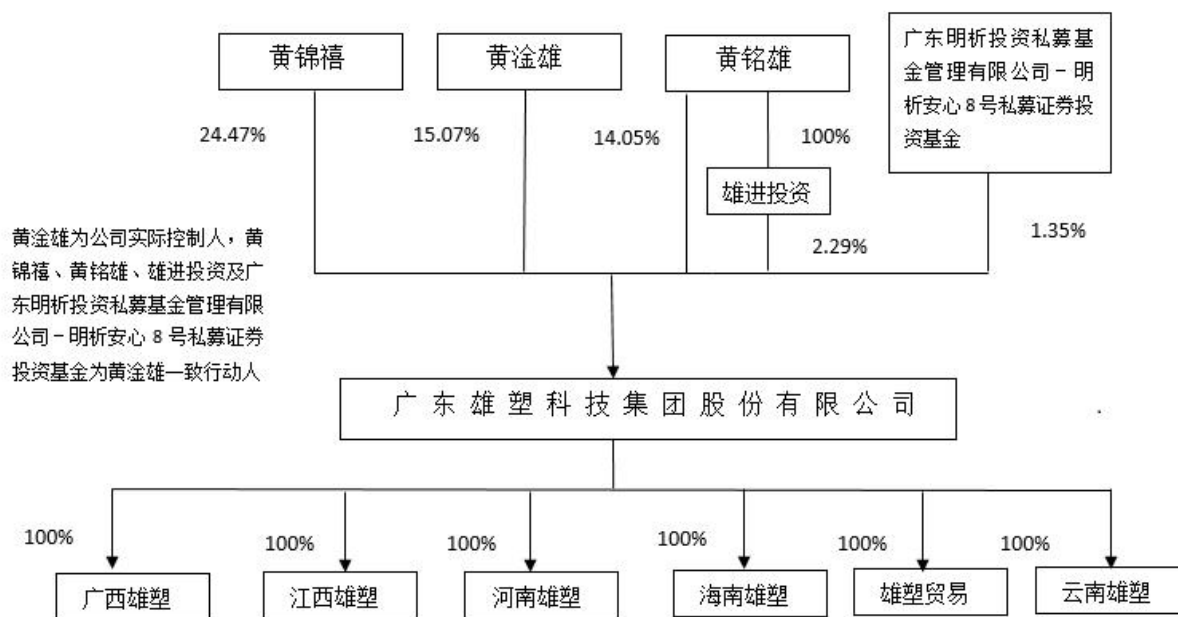 黄锦禧
黄淦雄
黄铭雄
广东明析投资私募基
金管理有限公司-明
析安心8号私募证券投
资基金
24.47%
15.07%
14.05%
100%
雄进投资
2.29%
1.35%
黄淦雄为公司实际控制人，黄
锦禧、黄铭雄、雄进投资及广
东明析投资私募基金管理有限
公司-明析安心8号私募证券
投资基金为黄淦雄一致行动人
广东雄塑科技集团股份有限公司
100%
100%
100%
100%
100%
100%
广西雄塑
江西雄塑
河南雄塑
海南雄塑
雄塑贸易
云南雄塑